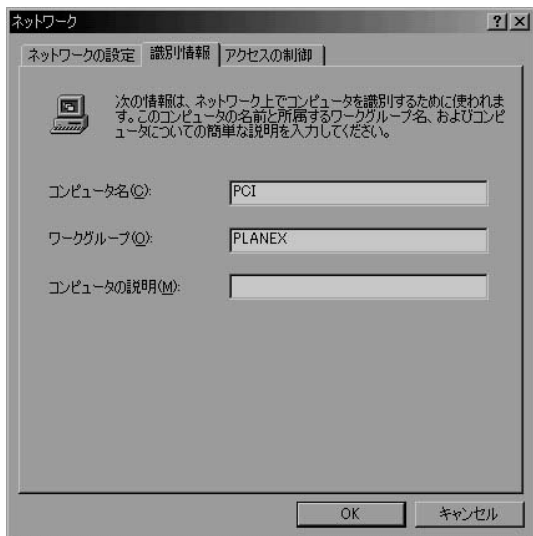 ネットワーク
ネットワークの設定 識別情報 アクセスの制御
次の情報は、ネットワーク上でコンピュータを識別するために使われま
す。このコンピュータの名前と所属するワークグループ名、およびコンピ
ュータについての簡単な説明を入力してください。
コンピュータ名(C): PCI
ワークグループ(O): PLANEX
コンピュータの説明(M):
OK キャンセル